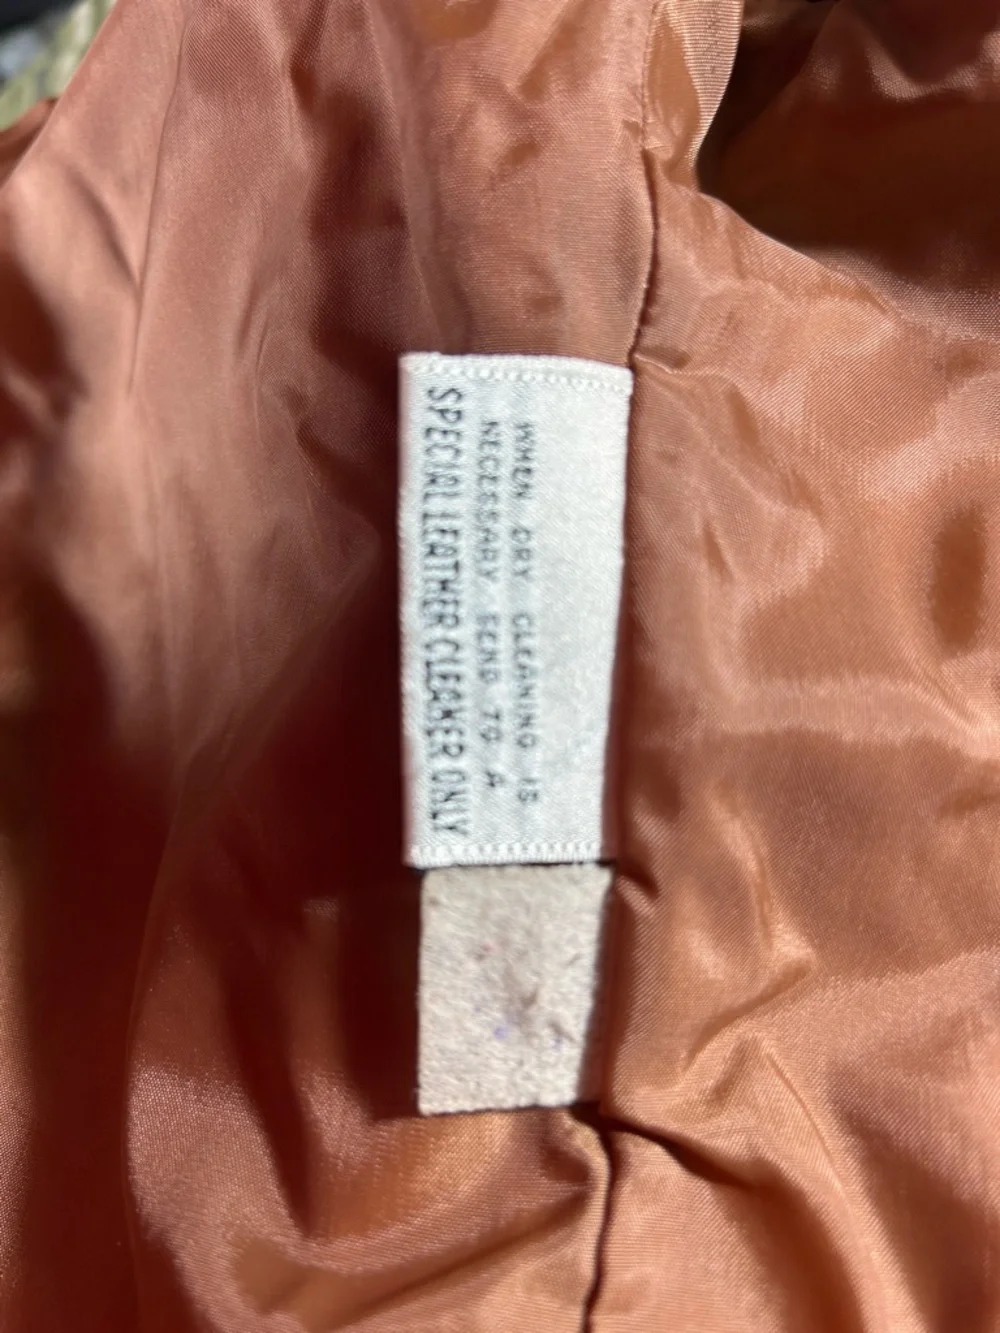 WHEN DRY CLEANING IS
NECESSARY SEND TO A
SPECIAL LEATHER CLEANER ONLY